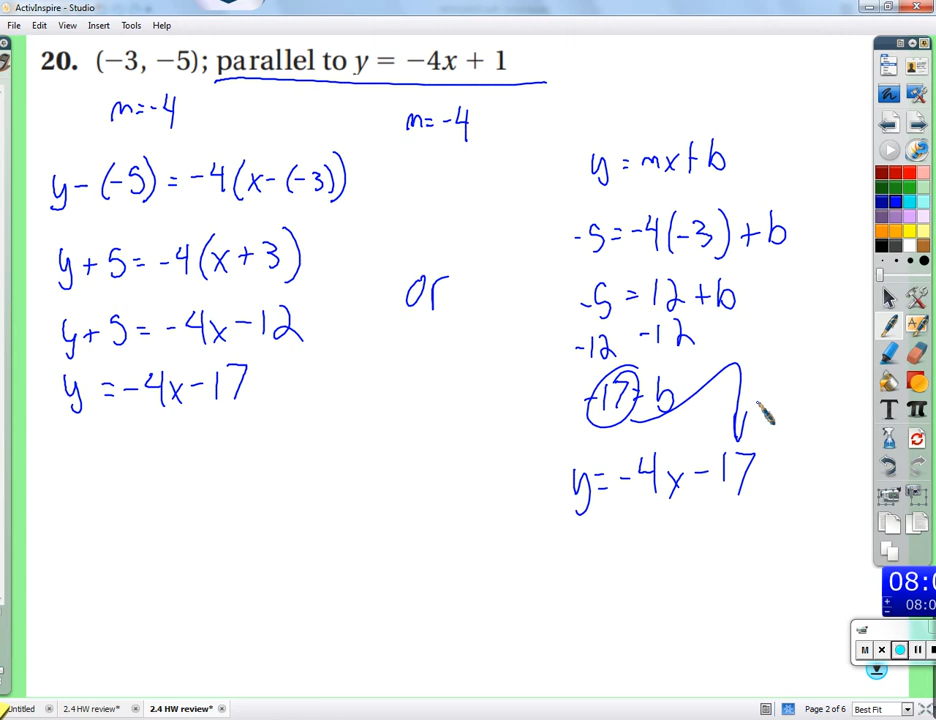 ActivInspire - Studio
File Edit View Insert Tools Help
20. (−3, −5); parallel to y = −4x + 1
m=-4
m=-4
y-(-5)=-4(x-(-3))
y+5=-4(x+3)
y+5=-4x-12
y=-4x-17
or
y=mx+b
-5=-4(-3)+b
-5=12+b
-12 -12
-17=b
y=-4x-17
T π
08:0
08:0
M
Untitled 2.4 HW review* 2.4 HW review* Page 2 of 6 Best Fit